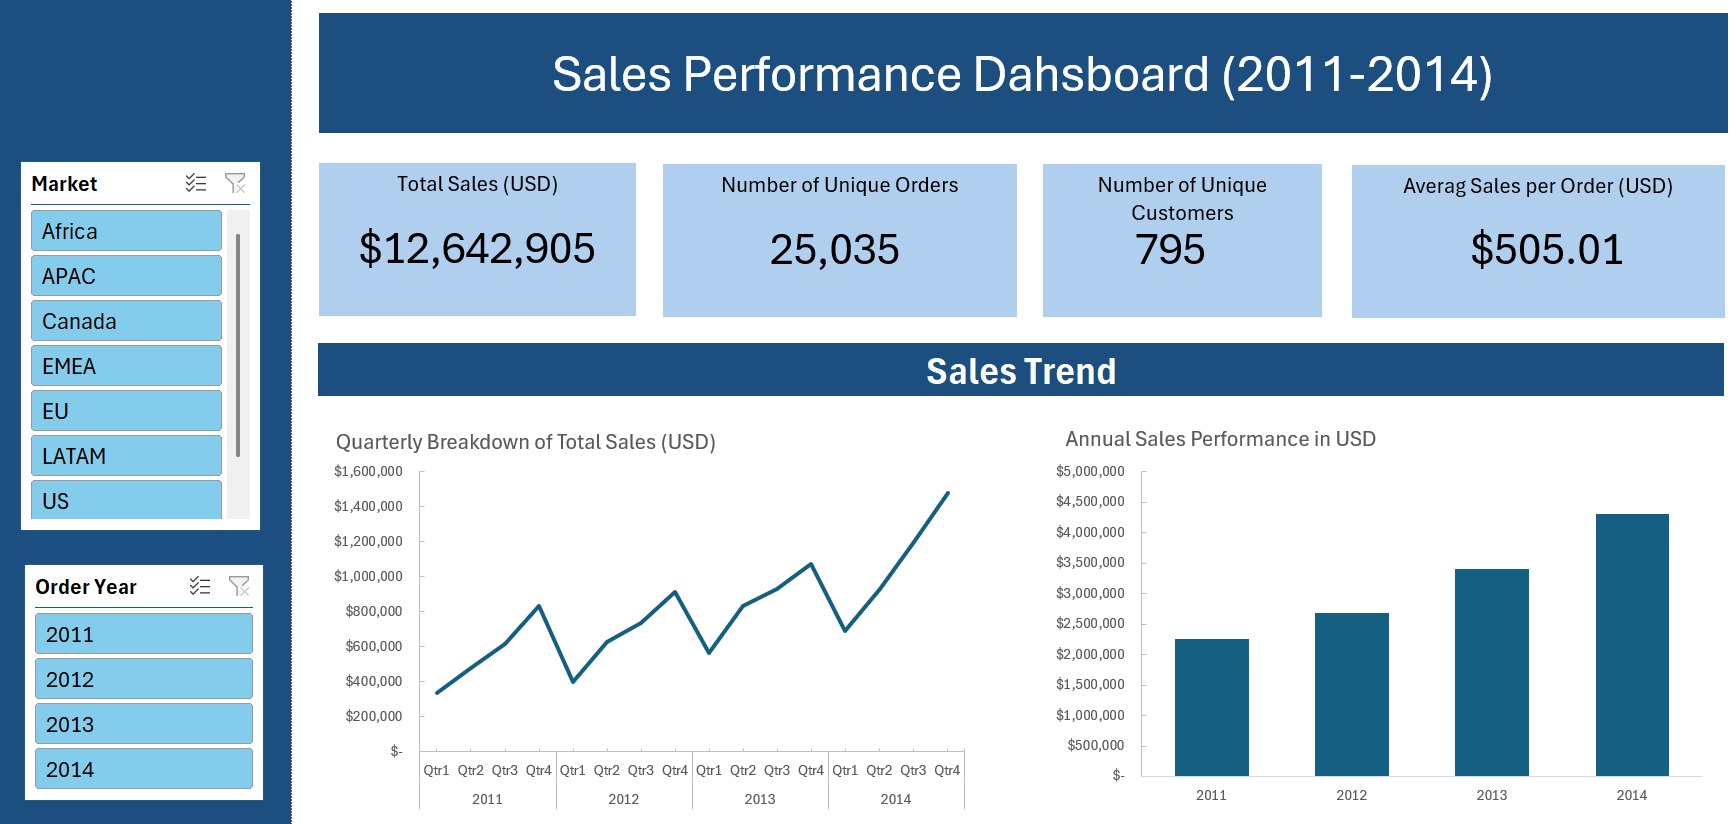 Sales Performance Dahsboard (2011-2014)
Market
Africa
APAC
Canada
EMEA
EU
LATAM
US
Order Year
2011
2012
2013
2014
Total Sales (USD)
$12,642,905
Number of Unique Orders
25,035
Number of Unique
Customers
795
Averag Sales per Order (USD)
$505.01
Sales Trend
Quarterly Breakdown of Total Sales (USD)
$1,600,000
$1,400,000
$1,200,000
$1,000,000
$800,000
$600,000
$400,000
$200,000
$-
Qtr1 Qtr2 Qtr3 Qtr4 Qtr1 Qtr2 Qtr3 Qtr4 Qtr1 Qtr2 Qtr3 Qtr4 Qtr1 Qtr2 Qtr3 Qtr4
2011 2012 2013 2014
Annual Sales Performance in USD
$5,000,000
$4,500,000
$4,000,000
$3,500,000
$3,000,000
$2,500,000
$2,000,000
$1,500,000
$1,000,000
$500,000
$-
2011 2012 2013 2014